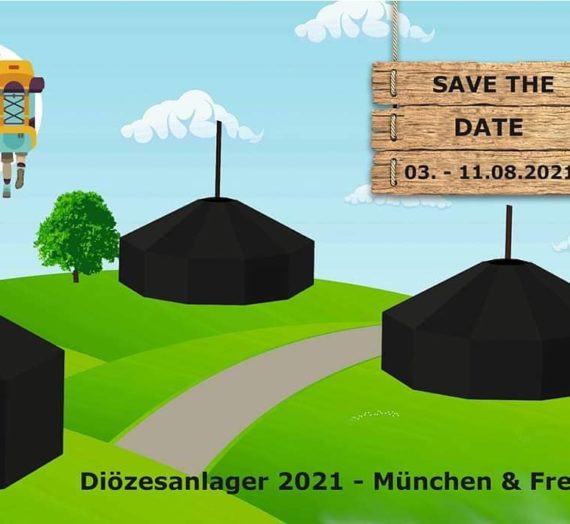 SAVE THE
DATE
03. - 11.08.2021
Diözesanlager 2021 - München & Fre